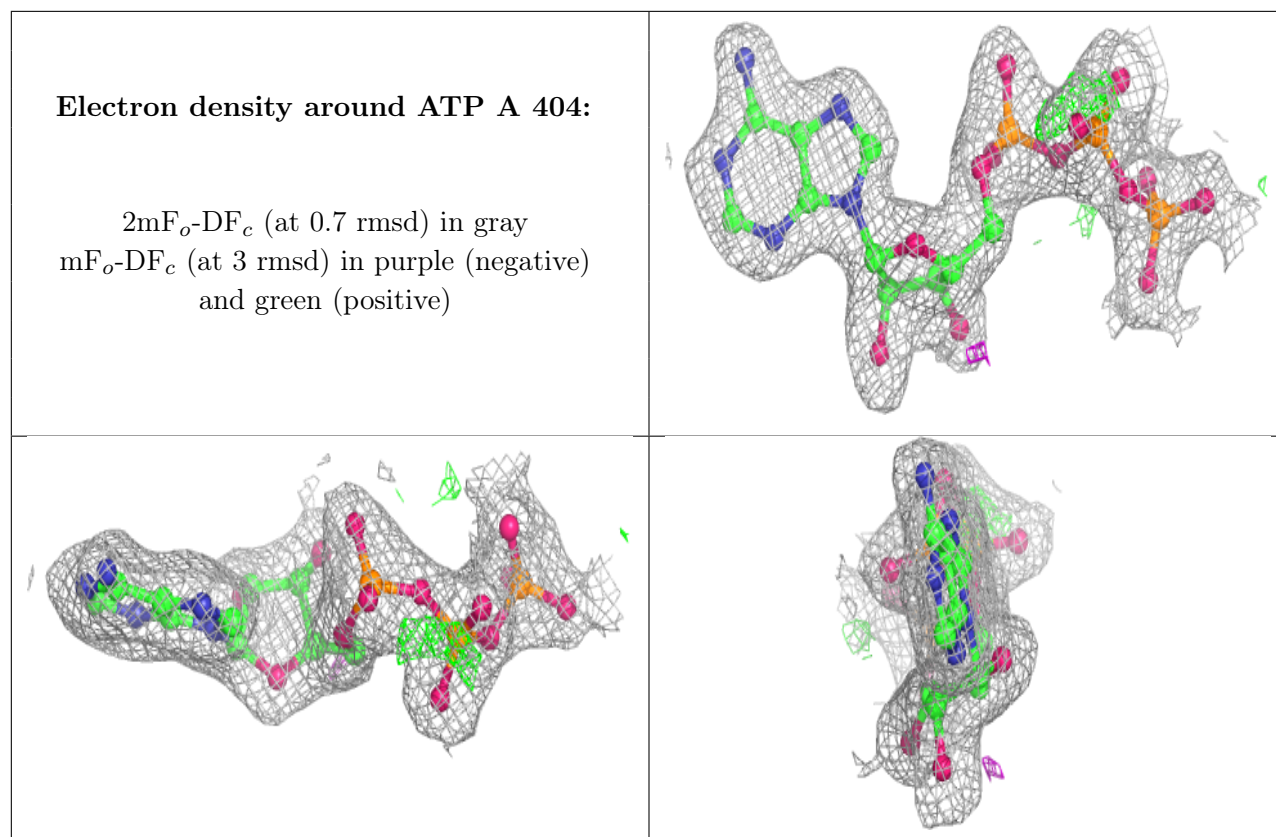 Electron density around ATP A 404:
2mFo-DFc (at 0.7 rmsd) in gray
mFo-DFc (at 3 rmsd) in purple (negative)
and green (positive)